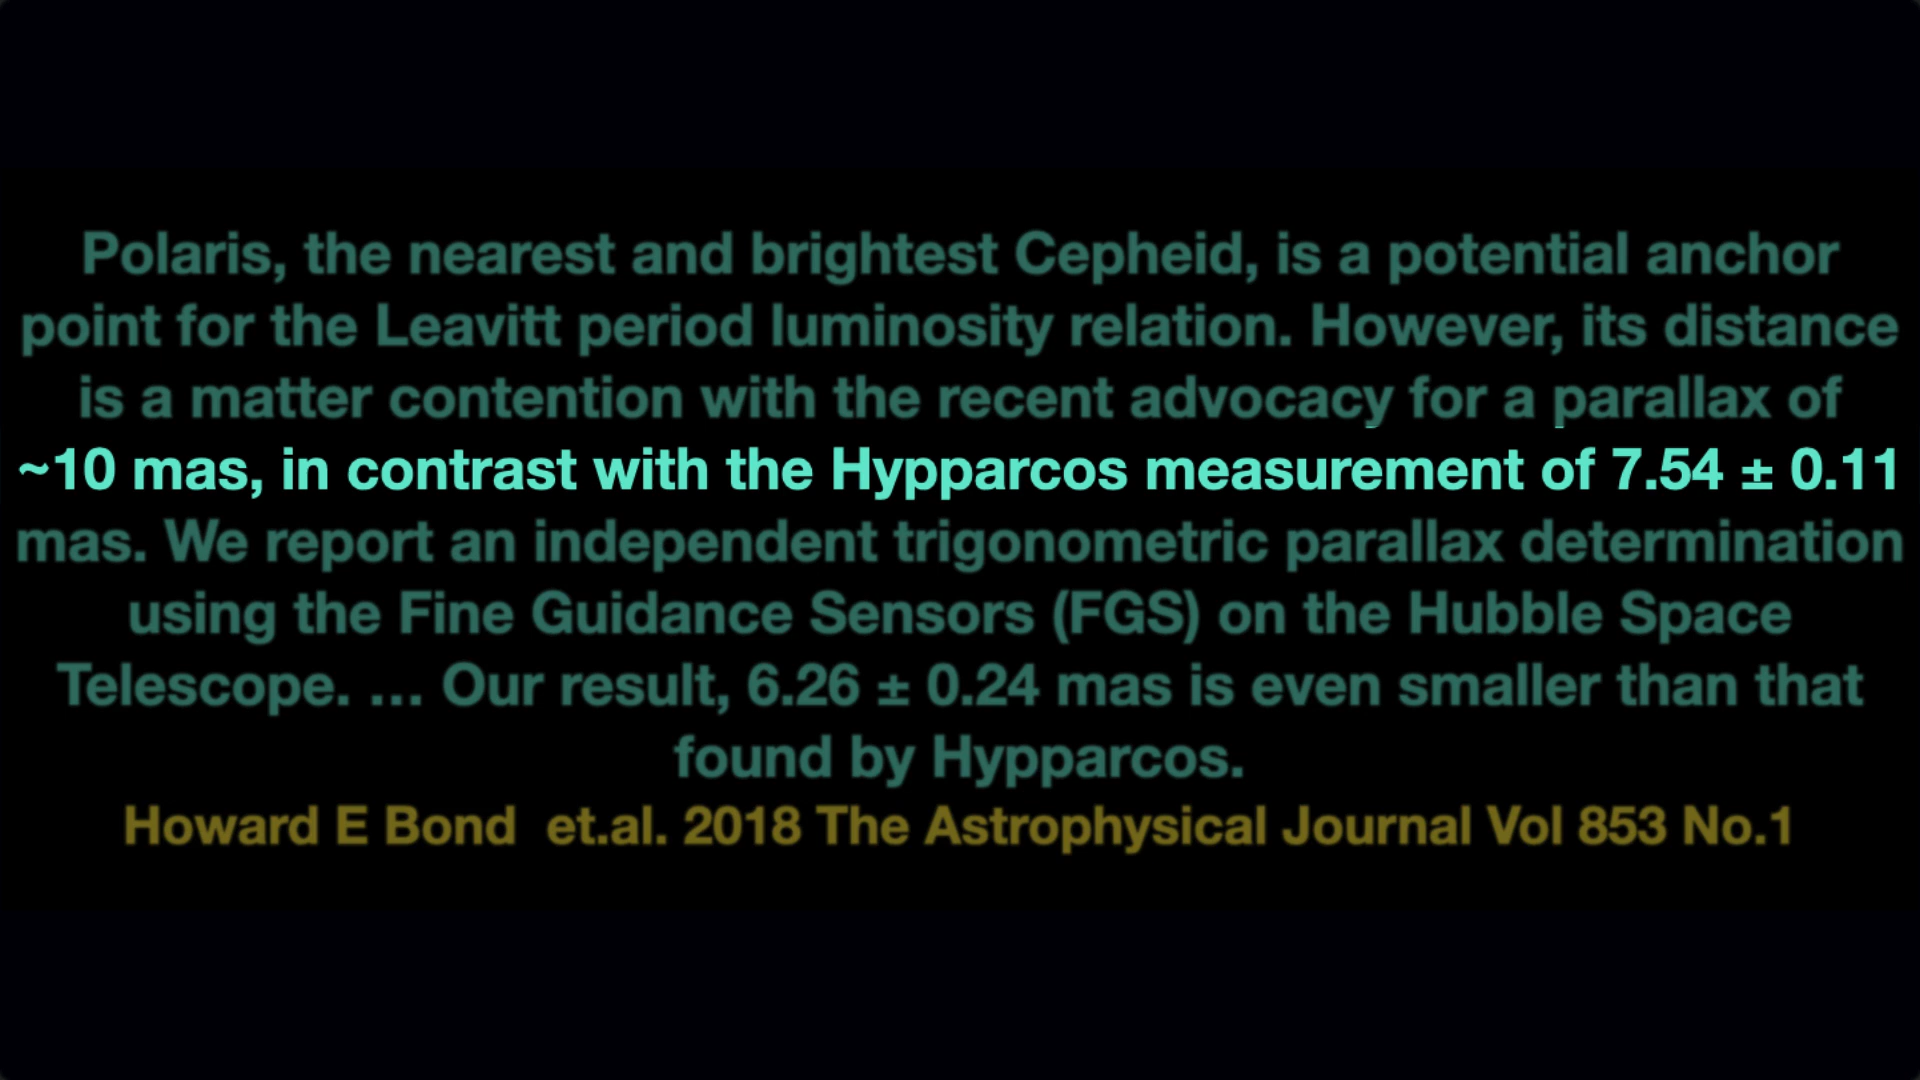 Polaris, the nearest and brightest Cepheid, is a potential anchor
point for the Leavitt period luminosity relation. However, its distance
is a matter contention with the recent advocacy for a parallax of
~10 mas, in contrast with the Hypparcos measurement of 7.54 ± 0.11
mas. We report an independent trigonometric parallax determination
using the Fine Guidance Sensors (FGS) on the Hubble Space
Telescope. ... Our result, 6.26 ± 0.24 mas is even smaller than that
found by Hypparcos.
Howard E Bond  et.al. 2018 The Astrophysical Journal Vol 853 No.1